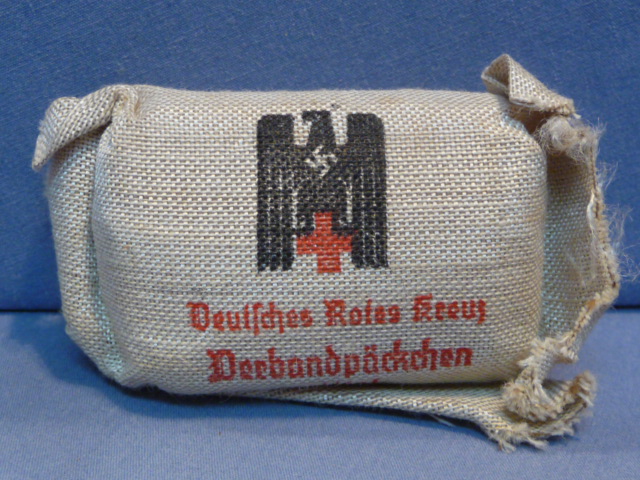 Deutsches Rotes Kreuz
Verbandpäckchen